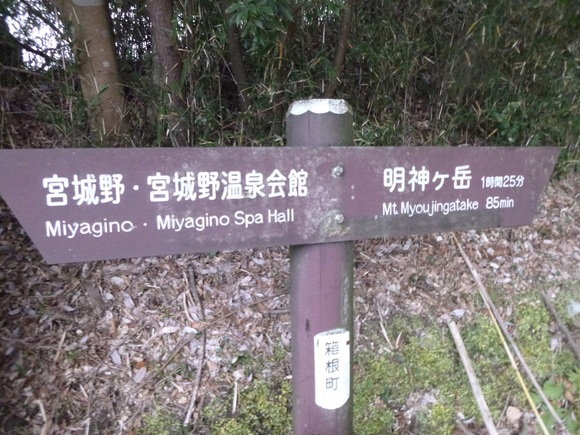 宮城野・宮城野温泉会館
Miyagino・Miyagino Spa Hall
明神ヶ岳 1時間25分
Mt. Myoujingatake 85min
箱根町